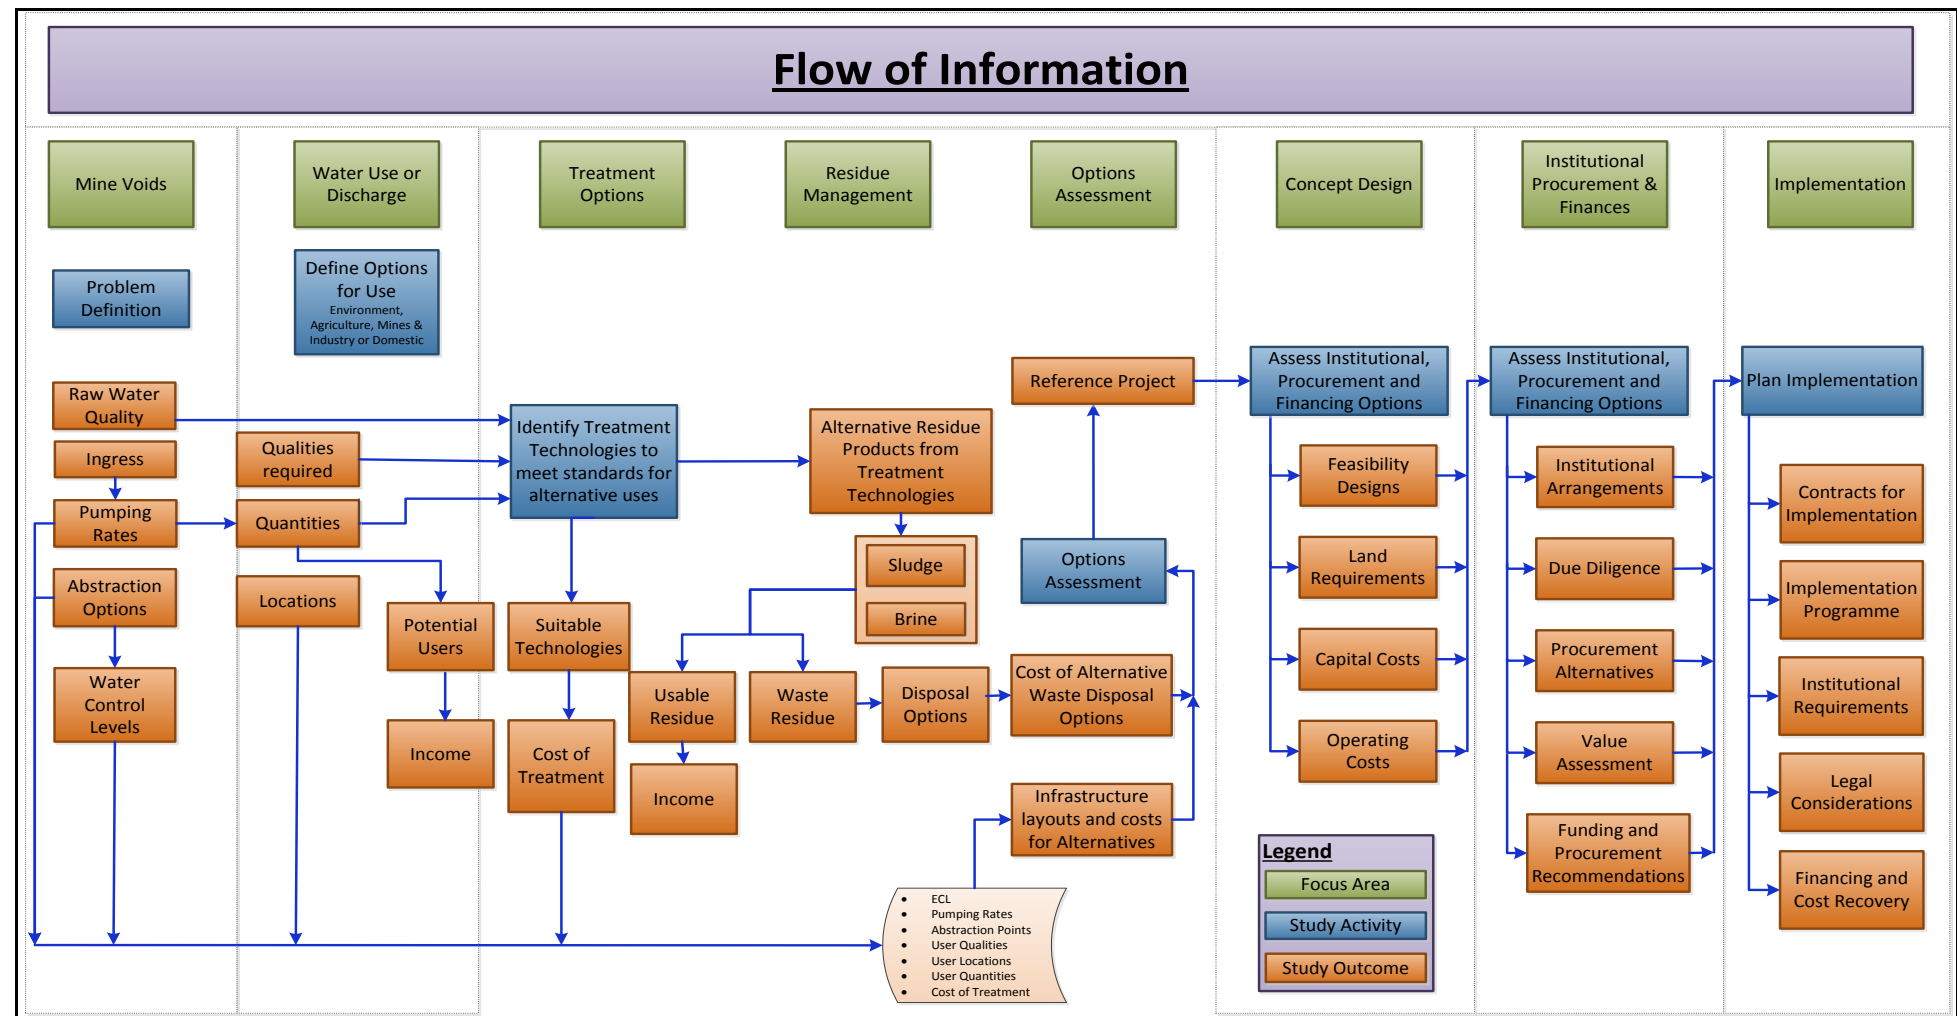 Flow of Information
Mine Voids
Water Use or
Discharge
Treatment
Options
Residue
Management
Options
Assessment
Concept Design
Institutional
Procurement &
Finances
Implementation
Problem
Definition
Define Options
for Use
Environment,
Agriculture, Mines &
Industry or Domestic
Raw Water
Quality
Ingress
Pumping
Rates
Abstraction
Options
Water
Control
Levels
Qualities
required
Quantities
Locations
Potential
Users
Income
Identify Treatment
Technologies to
meet standards for
alternative uses
Suitable
Technologies
Cost of
Treatment
Alternative Residue
Products from
Treatment
Technologies
Sludge
Brine
Usable
Residue
Income
Waste
Residue
Disposal
Options
Reference Project
Options
Assessment
Cost of Alternative
Waste Disposal
Options
Infrastructure
layouts and costs
for Alternatives
• ECL
• Pumping Rates
• Abstraction Points
• User Qualities
• User Locations
• User Quantities
• Cost of Treatment
Assess Institutional,
Procurement and
Financing Options
Feasibility
Designs
Land
Requirements
Capital Costs
Operating
Costs
Legend
Focus Area
Study Activity
Study Outcome
Assess Institutional,
Procurement and
Financing Options
Institutional
Arrangements
Due Diligence
Procurement
Alternatives
Value
Assessment
Funding and
Procurement
Recommendations
Plan Implementation
Contracts for
Implementation
Implementation
Programme
Institutional
Requirements
Legal
Considerations
Financing and
Cost Recovery